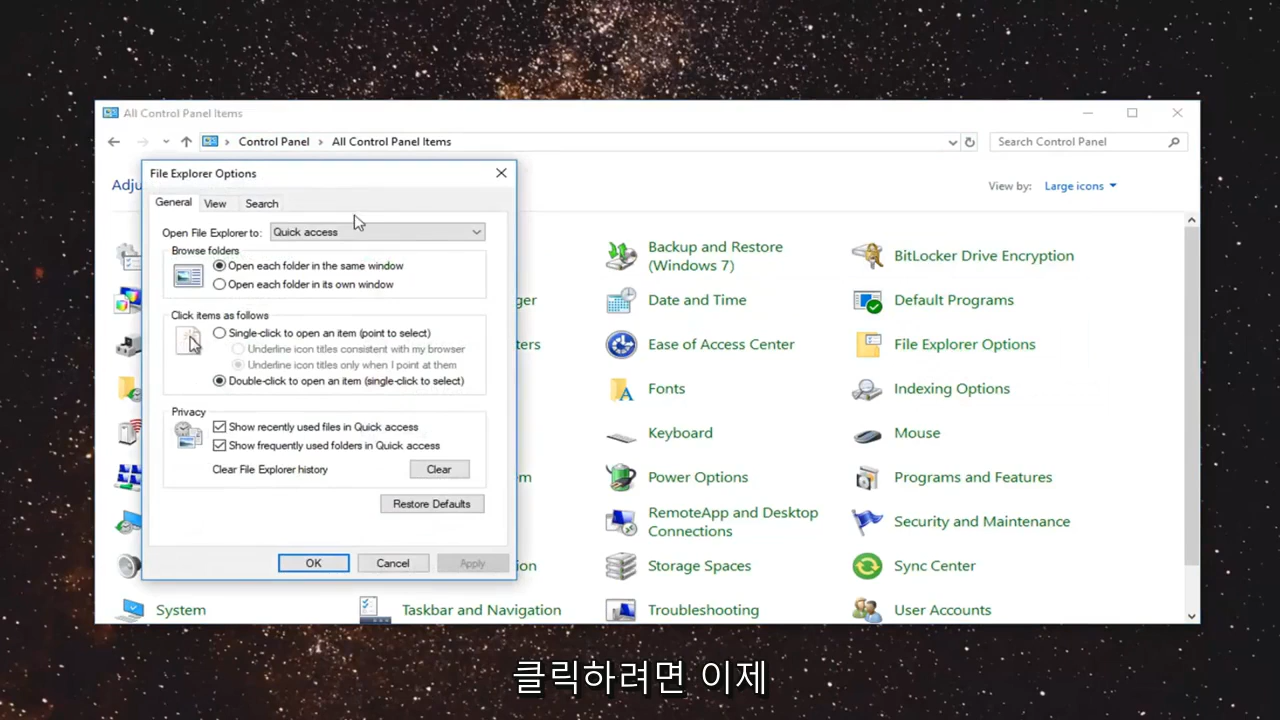 All Control Panel Items
Control Panel > All Control Panel Items
Search Control Panel
Adju
View by: Large icons
File Explorer Options
General View Search
Open File Explorer to: Quick access
Browse folders
Open each folder in the same window
Open each folder in its own window
Click items as follows
Single-click to open an item (point to select)
Underline icon titles consistent with my browser
Underline icon titles only when I point at them
Double-click to open an item (single-click to select)
Privacy
Show recently used files in Quick access
Show frequently used folders in Quick access
Clear File Explorer history Clear
Restore Defaults
OK Cancel Apply
Backup and Restore
(Windows 7)
BitLocker Drive Encryption
ger
Date and Time
Default Programs
ters
Ease of Access Center
File Explorer Options
Fonts
Indexing Options
Keyboard
Mouse
m
Power Options
Programs and Features
RemoteApp and Desktop
Connections
Security and Maintenance
on
Storage Spaces
Sync Center
System
Taskbar and Navigation
Troubleshooting
User Accounts
클릭하려면 이제